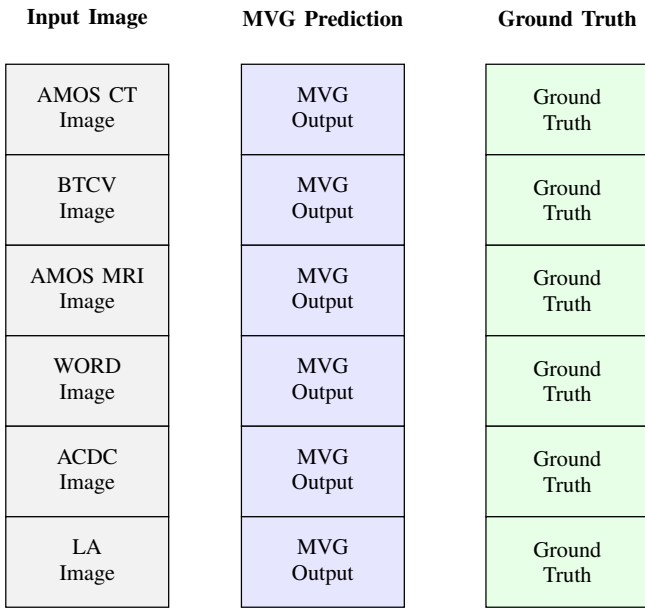 Input Image MVG Prediction Ground Truth
AMOS CT MVG Ground
Image Output Truth
BTCV MVG Ground
Image Output Truth
AMOS MRI MVG Ground
Image Output Truth
WORD MVG Ground
Image Output Truth
ACDC MVG Ground
Image Output Truth
LA MVG Ground
Image Output Truth